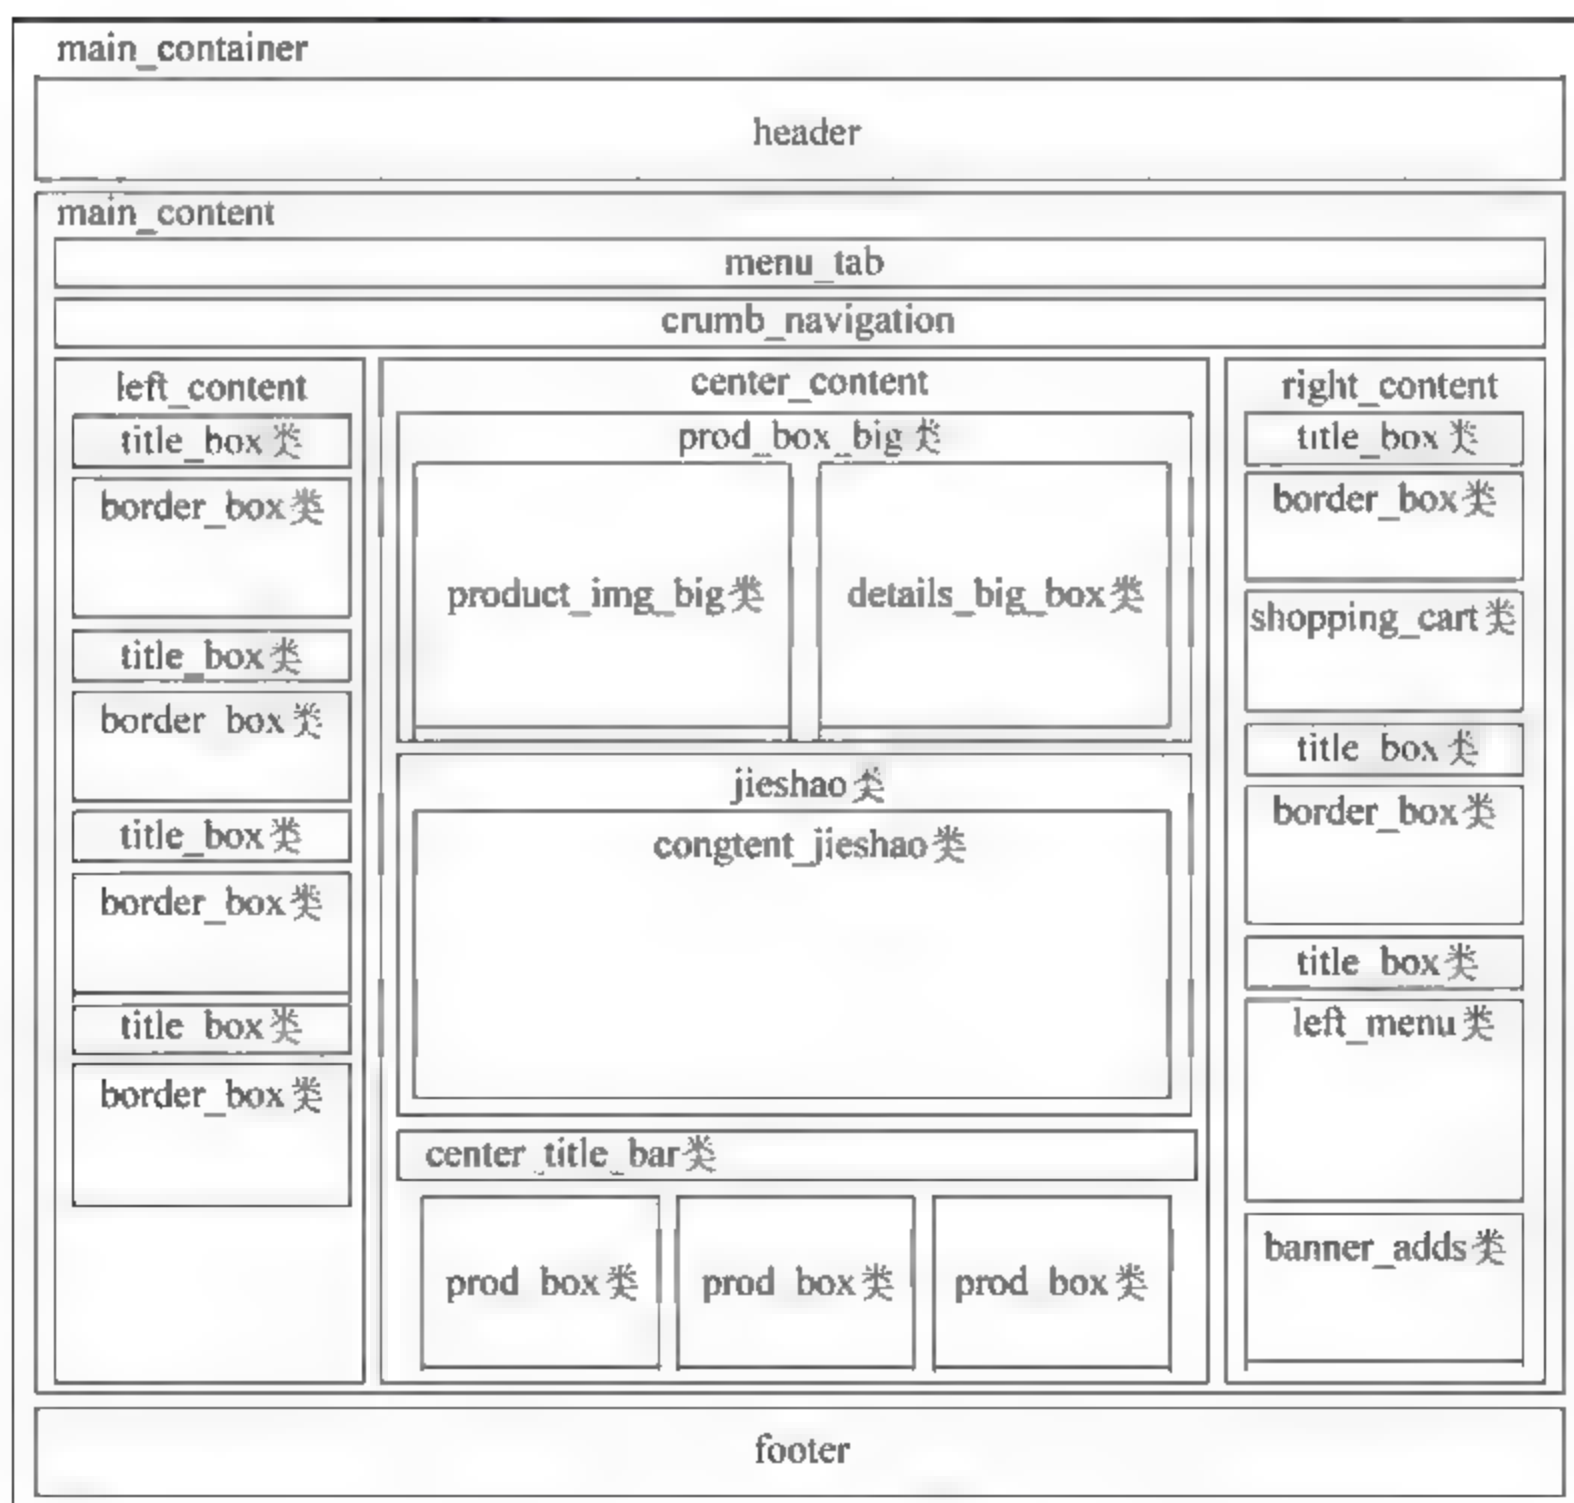 main_container
header
main_content
menu_tab
crumb_navigation
left_content
title_box类
border_box类
title_box类
border_box类
title_box类
border_box类
title_box类
border_box类
center_content
prod_box_big类
product_img_big类
details_big_box类
jieshao类
congtent_jieshao类
center_title_bar类
prod_box类
prod_box类
prod_box类
right_content
title_box类
border_box类
shopping_cart类
title_box类
border_box类
title_box类
left_menu类
banner_adds类
footer